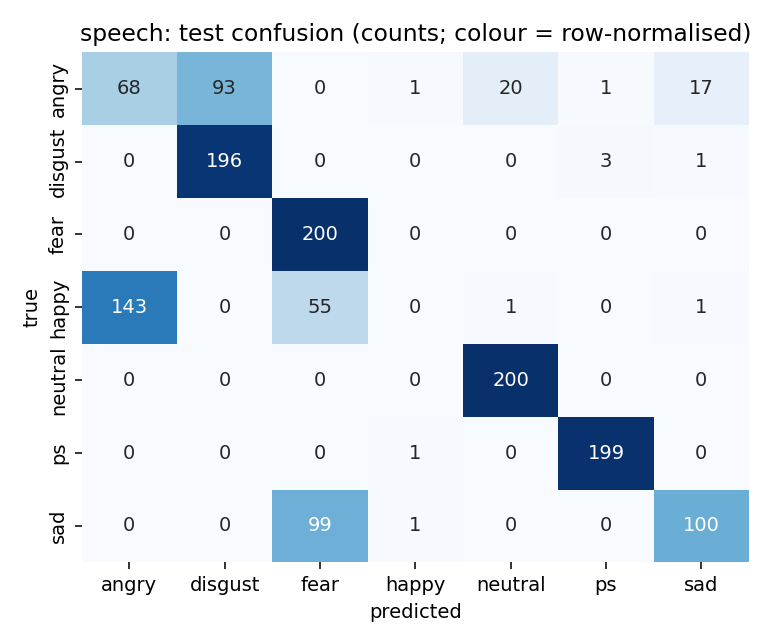 speech: test confusion (counts; colour = row-normalised)
angry 68 93 0 1 20 1 17
disgust 0 196 0 0 0 3 1
fear 0 0 200 0 0 0 0
true
happy 143 0 55 0 1 0 1
neutral 0 0 0 0 200 0 0
ps 0 0 0 1 0 199 0
sad 0 0 99 1 0 0 100
angry disgust fear happy neutral ps sad
predicted